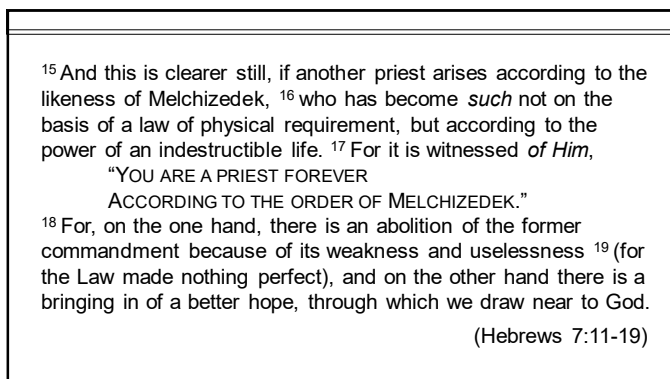 15 And this is clearer still, if another priest arises according to the
likeness of Melchizedek, 16 who has become such not on the
basis of a law of physical requirement, but according to the
power of an indestructible life. 17 For it is witnessed of Him,
“YOU ARE A PRIEST FOREVER
ACCORDING TO THE ORDER OF MELCHIZEDEK.”
18 For, on the one hand, there is an abolition of the former
commandment because of its weakness and uselessness 19 (for
the Law made nothing perfect), and on the other hand there is a
bringing in of a better hope, through which we draw near to God.
(Hebrews 7:11-19)